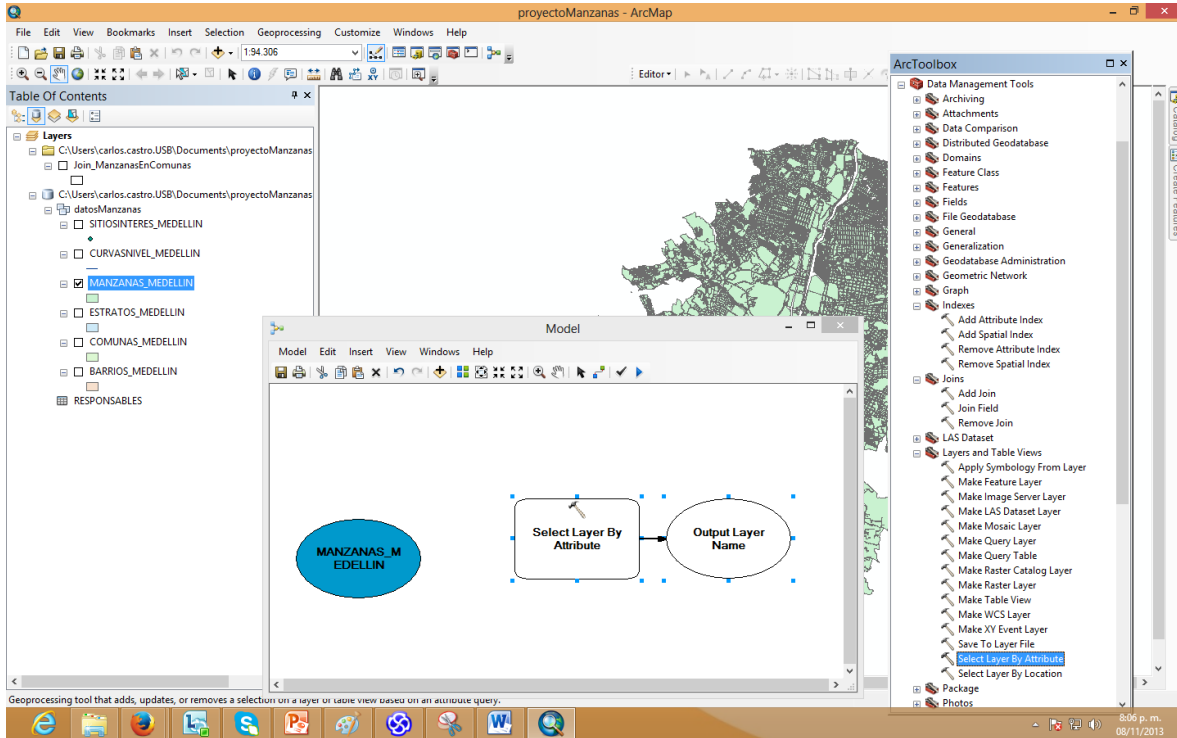 proyectoManzanas - ArcMap
File Edit View Bookmarks Insert Selection Geoprocessing Customize Windows Help
1:94.306
Editor
Table Of Contents
Layers
C:\Users\carlos.castro.USB\Documents\proyectoManzanas
Join_ManzanasEnComunas
C:\Users\carlos.castro.USB\Documents\proyectoManzanas
datosManzanas
SITIOSINTERES_MEDELLIN
CURVASNIVEL_MEDELLIN
MANZANAS_MEDELLIN
ESTRATOS_MEDELLIN
COMUNAS_MEDELLIN
BARRIOS_MEDELLIN
RESPONSABLES
Model
Model Edit Insert View Windows Help
MANZANAS_M
EDELLIN
Select Layer By
Attribute
Output Layer
Name
ArcToolbox
Data Management Tools
Archiving
Attachments
Data Comparison
Distributed Geodatabase
Domains
Feature Class
Features
Fields
File Geodatabase
General
Generalization
Geodatabase Administration
Geometric Network
Graph
Indexes
Add Attribute Index
Add Spatial Index
Remove Attribute Index
Remove Spatial Index
Joins
Add Join
Join Field
Remove Join
LAS Dataset
Layers and Table Views
Apply Symbology From Layer
Make Feature Layer
Make Image Server Layer
Make LAS Dataset Layer
Make Mosaic Layer
Make Query Layer
Make Query Table
Make Raster Catalog Layer
Make Raster Layer
Make Table View
Make WCS Layer
Make XY Event Layer
Save To Layer File
Select Layer By Attribute
Select Layer By Location
Package
Photos
Catalog
Create Features
Geoprocessing tool that adds, updates, or removes a selection on a layer or table view based on an attribute query.
8:06 p. m.
08/11/2013